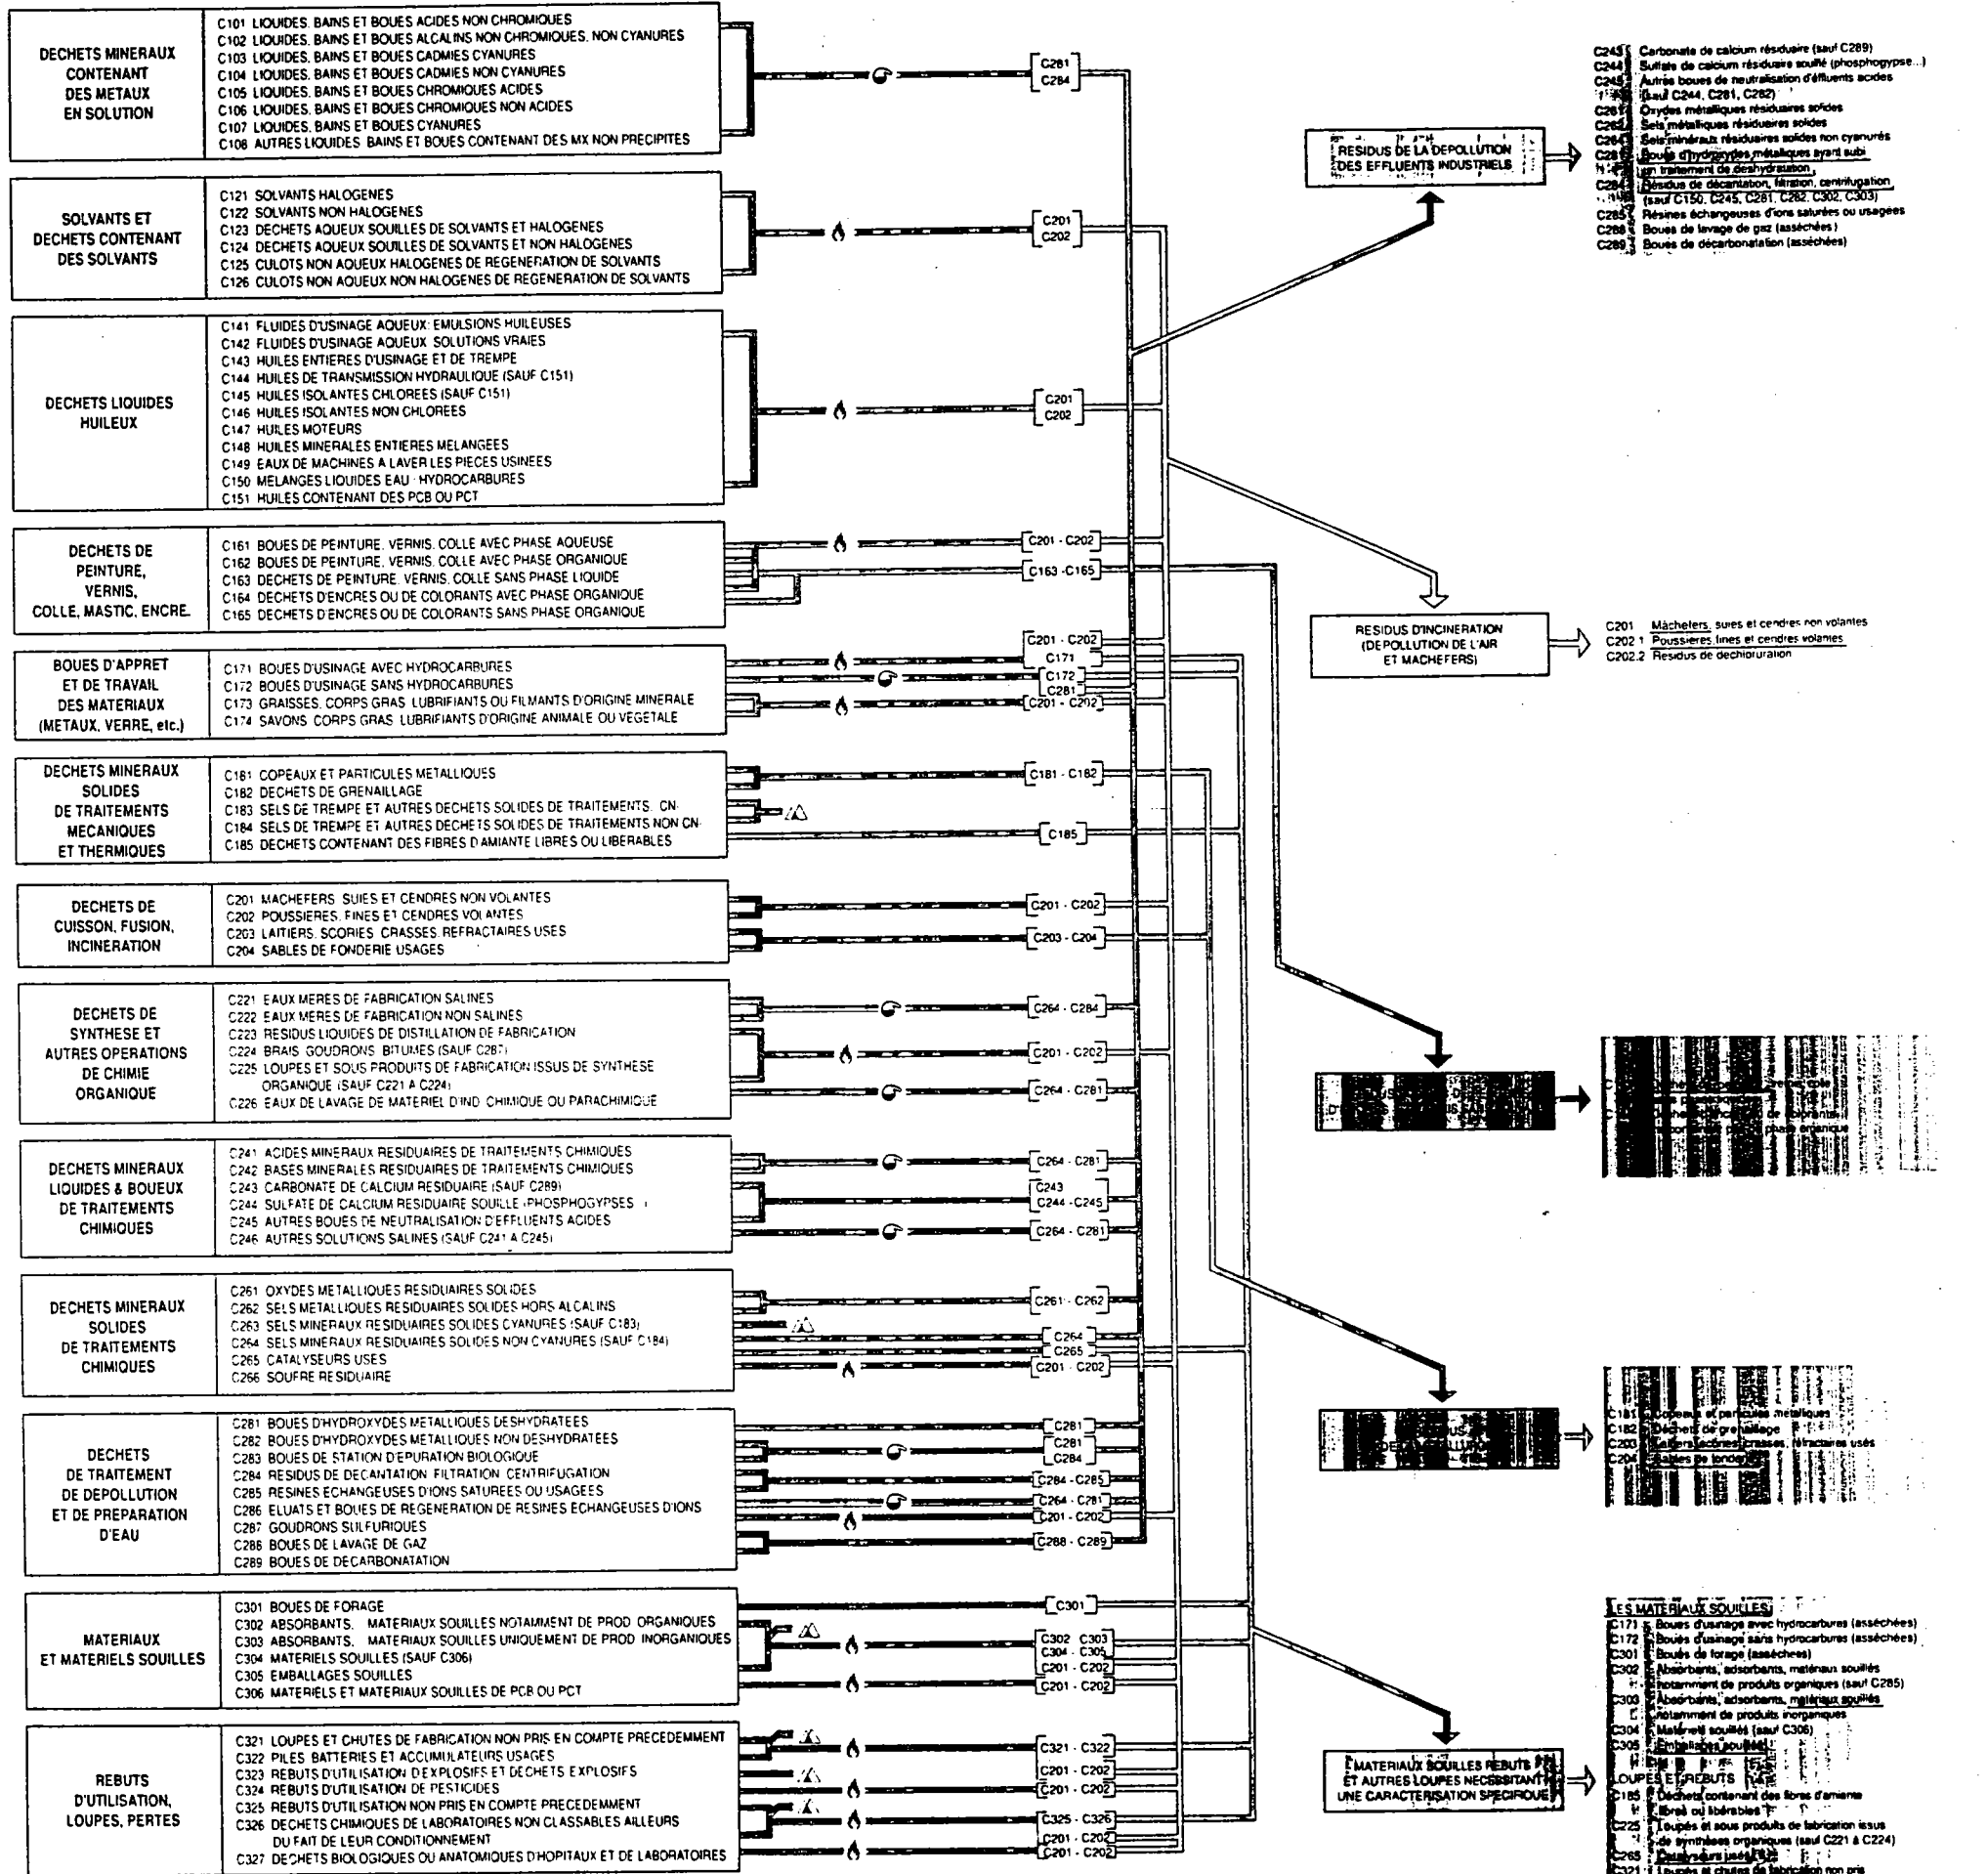 DECHETS MINERAUX
CONTENANT
DES METAUX
EN SOLUTION
C101 LIQUIDES. BAINS ET BOUES ACIDES NON CHROMIQUES
C102 LIQUIDES. BAINS ET BOUES ALCALINS NON CHROMIQUES. NON CYANURES
C103 LIQUIDES. BAINS ET BOUES CADMIES CYANURES
C104 LIQUIDES. BAINS ET BOUES CADMIES NON CYANURES
C105 LIQUIDES. BAINS ET BOUES CHROMIQUES ACIDES
C106 LIQUIDES. BAINS ET BOUES CHROMIQUES NON ACIDES
C107 LIQUIDES. BAINS ET BOUES CYANURES
C108 AUTRES LIQUIDES BAINS ET BOUES CONTENANT DES MX NON PRECIPITES
C281
C284
SOLVANTS ET
DECHETS CONTENANT
DES SOLVANTS
C121 SOLVANTS HALOGENES
C122 SOLVANTS NON HALOGENES
C123 DECHETS AQUEUX SOUILLES DE SOLVANTS ET HALOGENES
C124 DECHETS AQUEUX SOUILLES DE SOLVANTS ET NON HALOGENES
C125 CULOTS NON AQUEUX HALOGENES DE REGENERATION DE SOLVANTS
C126 CULOTS NON AQUEUX NON HALOGENES DE REGENERATION DE SOLVANTS
C201
C202
DECHETS LIQUIDES
HUILEUX
C141 FLUIDES D'USINAGE AQUEUX: EMULSIONS HUILEUSES
C142 FLUIDES D'USINAGE AQUEUX SOLUTIONS VRAIES
C143 HUILES ENTIERES D'USINAGE ET DE TREMPE
C144 HUILES DE TRANSMISSION HYDRAULIQUE (SAUF C151)
C145 HUILES ISOLANTES CHLOREES (SAUF C151)
C146 HUILES ISOLANTES NON CHLOREES
C147 HUILES MOTEURS
C148 HUILES MINERALES ENTIERES MELANGEES
C149 EAUX DE MACHINES A LAVER LES PIECES USINEES
C150 MELANGES LIQUIDES EAU - HYDROCARBURES
C151 HUILES CONTENANT DES PCB OU PCT
C201
C202
DECHETS DE
PEINTURE,
VERNIS,
COLLE, MASTIC, ENCRE.
C161 BOUES DE PEINTURE. VERNIS. COLLE AVEC PHASE AQUEUSE
C162 BOUES DE PEINTURE. VERNIS. COLLE AVEC PHASE ORGANIQUE
C163 DECHETS DE PEINTURE. VERNIS. COLLE SANS PHASE LIQUIDE
C164 DECHETS D'ENCRES OU DE COLORANTS AVEC PHASE ORGANIQUE
C165 DECHETS D'ENCRES OU DE COLORANTS SANS PHASE ORGANIQUE
C201 - C202
C163 - C165
BOUES D'APPRET
ET DE TRAVAIL
DES MATERIAUX
(METAUX, VERRE, etc.)
C171 BOUES D'USINAGE AVEC HYDROCARBURES
C172 BOUES D'USINAGE SANS HYDROCARBURES
C173 GRAISSES. CORPS GRAS LUBRIFIANTS OU FILMANTS D'ORIGINE MINERALE
C174 SAVONS CORPS GRAS LUBRIFIANTS D'ORIGINE ANIMALE OU VEGETALE
C201 - C202
C171
C172
C281
C201 - C202
DECHETS MINERAUX
SOLIDES
DE TRAITEMENTS
MECANIQUES
ET THERMIQUES
C181 COPEAUX ET PARTICULES METALLIQUES
C182 DECHETS DE GRENAILLAGE
C183 SELS DE TREMPE ET AUTRES DECHETS SOLIDES DE TRAITEMENTS. CN-
C184 SELS DE TREMPE ET AUTRES DECHETS SOLIDES DE TRAITEMENTS NON CN-
C185 DECHETS CONTENANT DES FIBRES D'AMIANTE LIBRES OU LIBERABLES
C181 - C182
C185
DECHETS DE
CUISSON, FUSION,
INCINERATION
C201 MACHEFERS SUIES ET CENDRES NON VOLANTES
C202 POUSSIERES. FINES ET CENDRES VOLANTES
C203 LAITIERS. SCORIES CRASSES. REFRACTAIRES USES
C204 SABLES DE FONDERIE USAGES
C201 - C202
C203 - C204
DECHETS DE
SYNTHESE ET
AUTRES OPERATIONS
DE CHIMIE
ORGANIQUE
C221 EAUX MERES DE FABRICATION SALINES
C222 EAUX MERES DE FABRICATION NON SALINES
C223 RESIDUS LIQUIDES DE DISTILLATION DE FABRICATION
C224 BRAIS GOUDRONS BITUMES (SAUF C287)
C225 LOUPES ET SOUS PRODUITS DE FABRICATION ISSUS DE SYNTHESE
ORGANIQUE (SAUF C221 A C224)
C226 EAUX DE LAVAGE DE MATERIEL D'IND CHIMIQUE OU PARACHIMIQUE
C264 - C284
C201 - C202
C264 - C281
DECHETS MINERAUX
LIQUIDES & BOUEUX
DE TRAITEMENTS
CHIMIQUES
C241 ACIDES MINERAUX RESIDUAIRES DE TRAITEMENTS CHIMIQUES
C242 BASES MINERALES RESIDUAIRES DE TRAITEMENTS CHIMIQUES
C243 CARBONATE DE CALCIUM RESIDUAIRE (SAUF C289)
C244 SULFATE DE CALCIUM RESIDUAIRE SOUILLE (PHOSPHOGYPSES )
C245 AUTRES BOUES DE NEUTRALISATION D'EFFLUENTS ACIDES
C246 AUTRES SOLUTIONS SALINES (SAUF C241 A C245)
C264 - C281
C243
C244 - C245
C264 - C281
DECHETS MINERAUX
SOLIDES
DE TRAITEMENTS
CHIMIQUES
C261 OXYDES METALLIQUES RESIDUAIRES SOLIDES
C262 SELS METALLIQUES RESIDUAIRES SOLIDES HORS ALCALINS
C263 SELS MINERAUX RESIDUAIRES SOLIDES CYANURES (SAUF C183)
C264 SELS MINERAUX RESIDUAIRES SOLIDES NON CYANURES (SAUF C184)
C265 CATALYSEURS USES
C266 SOUFRE RESIDUAIRE
C261 - C262
C264
C265
C201 - C202
DECHETS
DE TRAITEMENT
DE DEPOLLUTION
ET DE PREPARATION
D'EAU
C281 BOUES D'HYDROXYDES METALLIQUES DESHYDRATEES
C282 BOUES D'HYDROXYDES METALLIQUES NON DESHYDRATEES
C283 BOUES DE STATION D'EPURATION BIOLOGIQUE
C284 RESIDUS DE DECANTATION FILTRATION CENTRIFUGATION
C285 RESINES ECHANGEUSES D'IONS SATUREES OU USAGEES
C286 ELUATS ET BOUES DE REGENERATION DE RESINES ECHANGEUSES D'IONS
C287 GOUDRONS SULFURIQUES
C288 BOUES DE LAVAGE DE GAZ
C289 BOUES DE DECARBONATATION
C281
C281
C284
C284 - C285
C264 - C281
C201 - C202
C288 - C289
MATERIAUX
ET MATERIELS SOUILLES
C301 BOUES DE FORAGE
C302 ABSORBANTS. MATERIAUX SOUILLES NOTAMMENT DE PROD ORGANIQUES
C303 ABSORBANTS. MATERIAUX SOUILLES UNIQUEMENT DE PROD INORGANIQUES
C304 MATERIELS SOUILLES (SAUF C306)
C305 EMBALLAGES SOUILLES
C306 MATERIELS ET MATERIAUX SOUILLES DE PCB OU PCT
C301
C302 C303
C304 - C305
C201 - C202
C201 - C202
REBUTS
D'UTILISATION,
LOUPES, PERTES
C321 LOUPES ET CHUTES DE FABRICATION NON PRIS EN COMPTE PRECEDEMMENT
C322 PILES BATTERIES ET ACCUMULATEURS USAGES
C323 REBUTS D'UTILISATION D'EXPLOSIFS ET DECHETS EXPLOSIFS
C324 REBUTS D'UTILISATION DE PESTICIDES
C325 REBUTS D'UTILISATION NON PRIS EN COMPTE PRECEDEMMENT
C326 DECHETS CHIMIQUES DE LABORATOIRES NON CLASSABLES AILLEURS
DU FAIT DE LEUR CONDITIONNEMENT
C327 DECHETS BIOLOGIQUES OU ANATOMIQUES D'HOPITAUX ET DE LABORATOIRES
C321 - C322
C201 - C202
C201 - C202
C325 - C326
C201 - C202
C201 - C202
RESIDUS DE LA DEPOLLUTION
DES EFFLUENTS INDUSTRIELS
C243 Carbonate de calcium résiduaire (sauf C289)
C244 Sulfate de calcium résiduaire souillé (phosphogypse...)
C245 Autres boues de neutralisation d'éffluents acides
(sauf C244, C281, C282)
C261 Oxydes métalliques résiduaires solides
C262 Sels métalliques résiduaires solides
C264 Sels minéraux résiduaires solides non cyanurés
C281 Boues d'hydroxydes métalliques ayant subi
un traitement de deshydratation
C284 Résidus de décantation, filtration, centrifugation
(sauf C150, C245, C281, C282, C302, C303)
C285 Résines échangeuses d'ions saturées ou usagées
C288 Boues de lavage de gaz (asséchées)
C289 Boues de décarbonatation (asséchées)
RESIDUS D'INCINERATION
(DEPOLLUTION DE L'AIR
ET MACHEFERS)
C201 Mâchefers, suies et cendres non volantes
C202.1 Poussières fines et cendres volantes
C202.2 Residus de dechloruration
phase organique
C181 Copeaux et particules métalliques
C182 Déchets de grenaillage
C203 Laitiers, scories, crasses, réfractaires usés
C204 Sables de fonderie
MATERIAUX SOUILLES REBUTS
ET AUTRES LOUPES NECESSITANT
UNE CARACTERISATION SPECIFIQUE
LES MATERIAUX SOUILLES
C171 Boues d'usinage avec hydrocarbures (asséchées)
C172 Boues d'usinage sans hydrocarbures (asséchées)
C301 Boués de forage (asséchees)
C302 Absorbants, adsorbants, matériaux souillés
notamment de produits organiques (sauf C285)
C303 Absorbants, adsorbants, matériaux souillés
notamment de produits inorganiques
C304 Matériels souillés (sauf C306)
C305 Emballages souillés
LOUPES ET REBUTS
C185 Déchets contenant des fibres d'amiante
libres ou libérables
C225 Loupés et sous produits de fabrication issus
de synthèses organiques (sauf C221 à C224)
C265 Catalyseurs usés
C321 Loupés et chutes de fabrication non pris